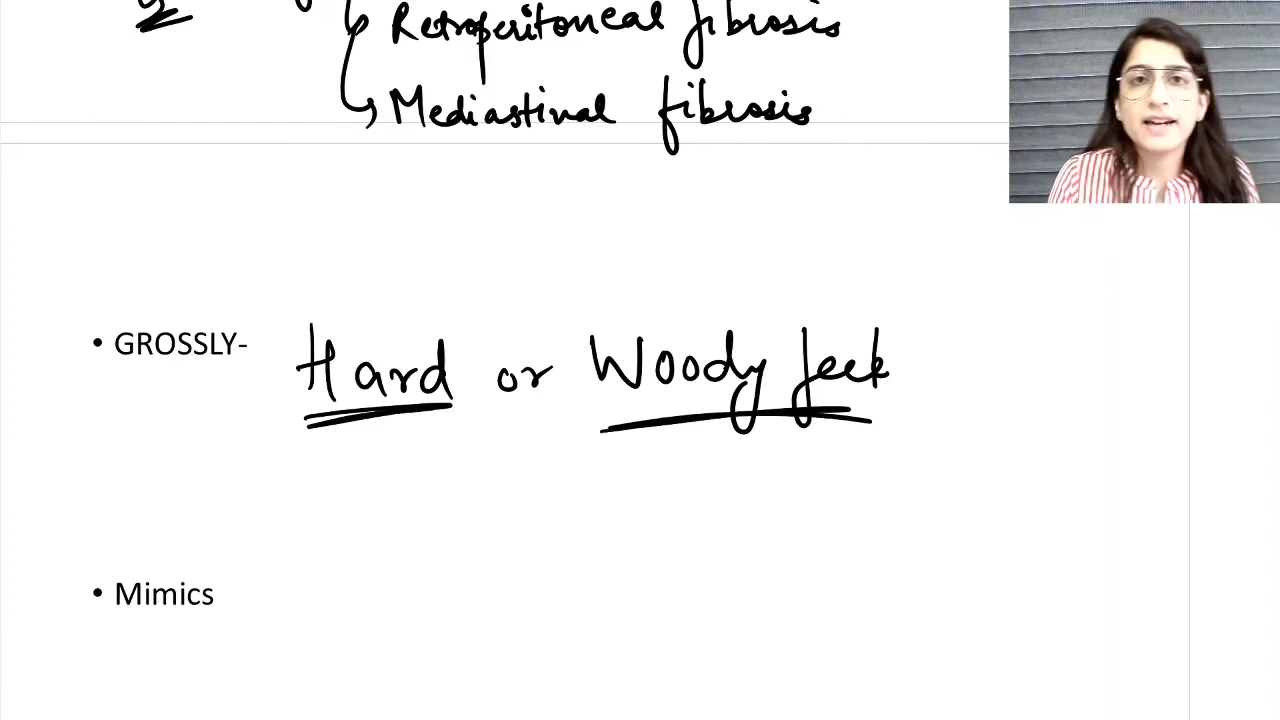 Retroperitoneal fibrosis
Mediastinal fibrosis
• GROSSLY- Hard or Woody feel
• Mimics